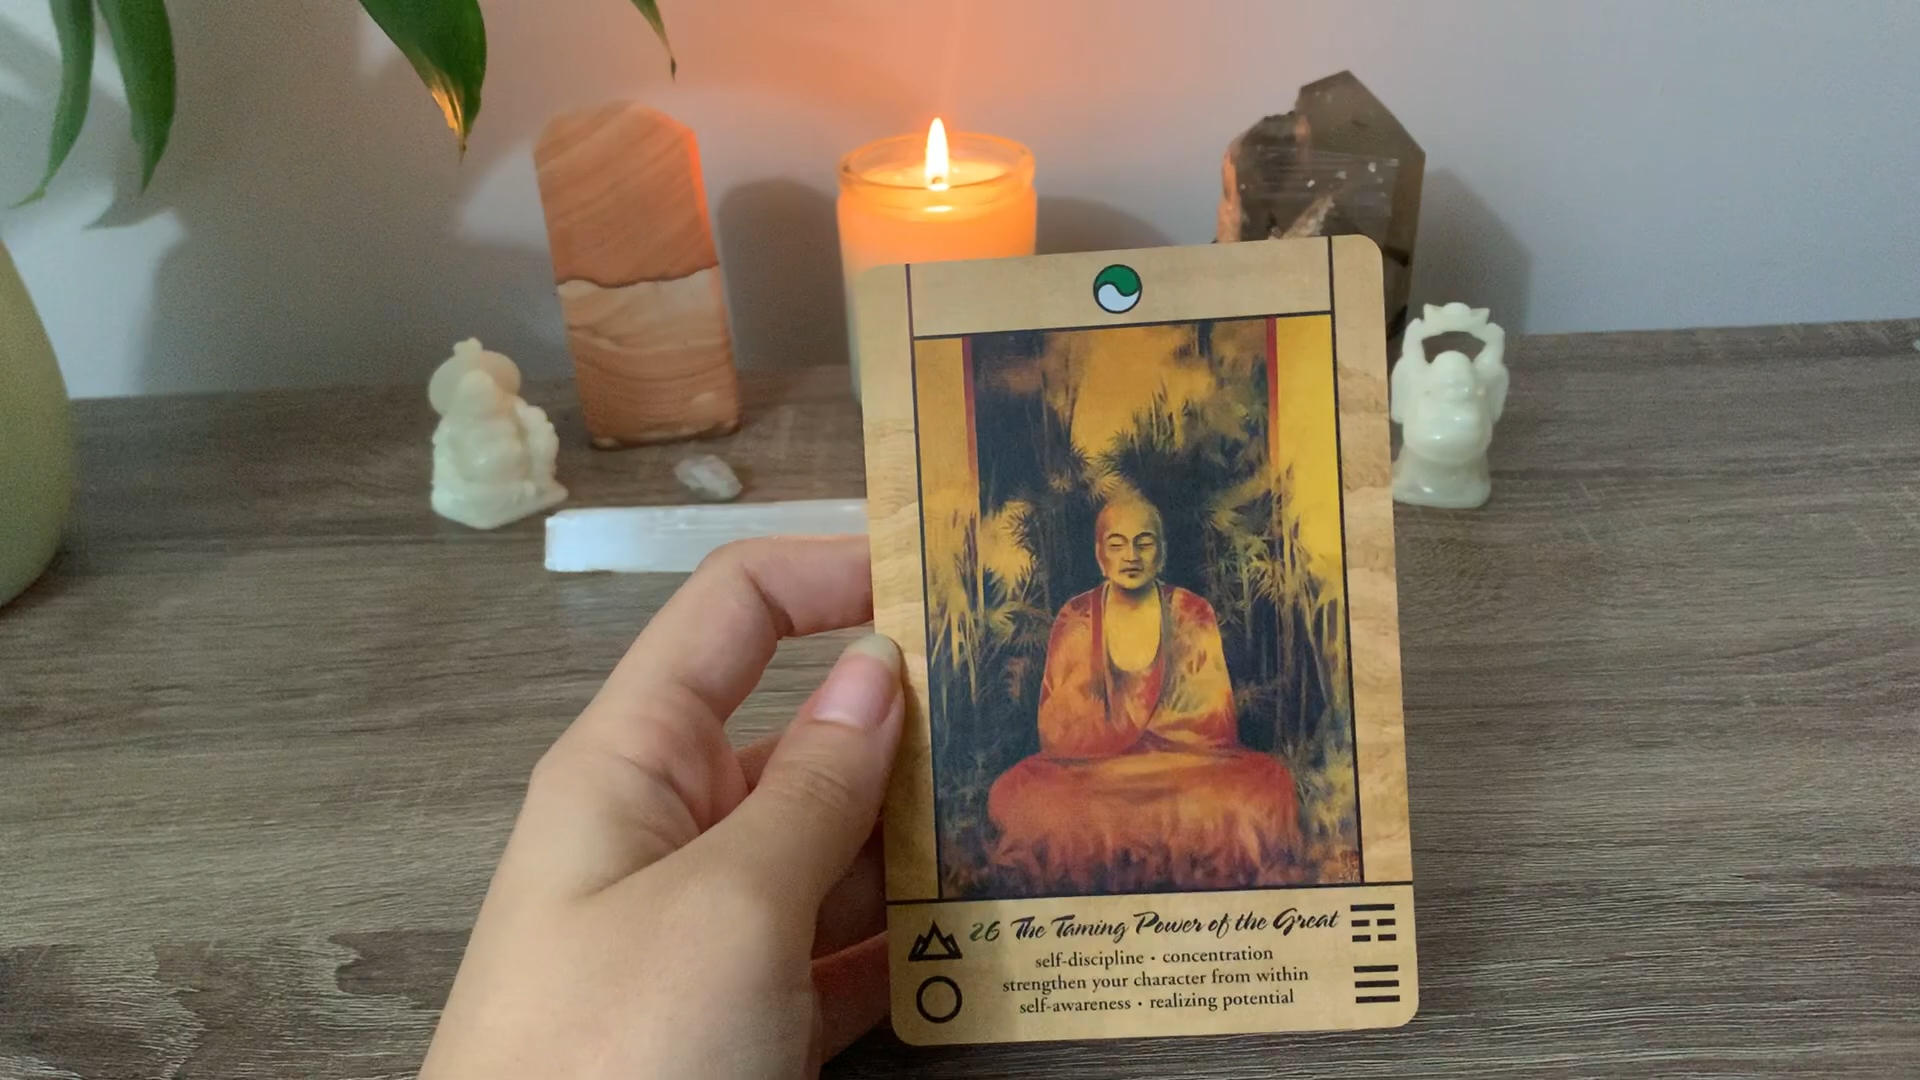 26 The Taming Power of the Great
self-discipline • concentration
strengthen your character from within
self-awareness • realizing potential